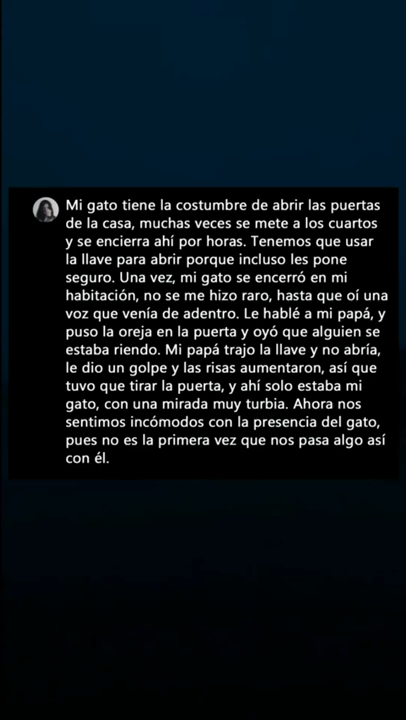 Mi gato tiene la costumbre de abrir las puertas
de la casa, muchas veces se mete a los cuartos
y se encierra ahí por horas. Tenemos que usar
la llave para abrir porque incluso les pone
seguro. Una vez, mi gato se encerró en mi
habitación, no se me hizo raro, hasta que oí una
voz que venía de adentro. Le hablé a mi papá, y
puso la oreja en la puerta y oyó que alguien se
estaba riendo. Mi papá trajo la llave y no abría,
le dio un golpe y las risas aumentaron, así que
tuvo que tirar la puerta, y ahí solo estaba mi
gato, con una mirada muy turbia. Ahora nos
sentimos incómodos con la presencia del gato,
pues no es la primera vez que nos pasa algo así
con él.